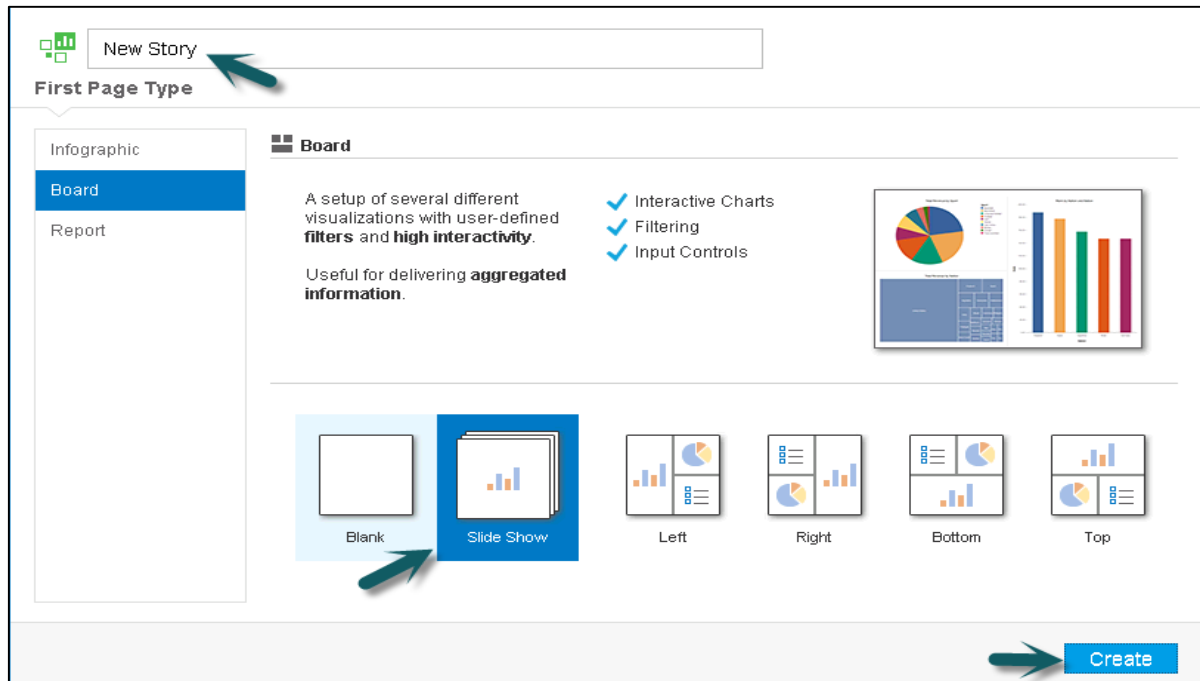 New Story
First Page Type
Infographic
Board
Report
Board
A setup of several different
visualizations with user-defined
filters and high interactivity.
Useful for delivering aggregated
information.
Interactive Charts
Filtering
Input Controls
Blank
Slide Show
Left
Right
Bottom
Top
Create